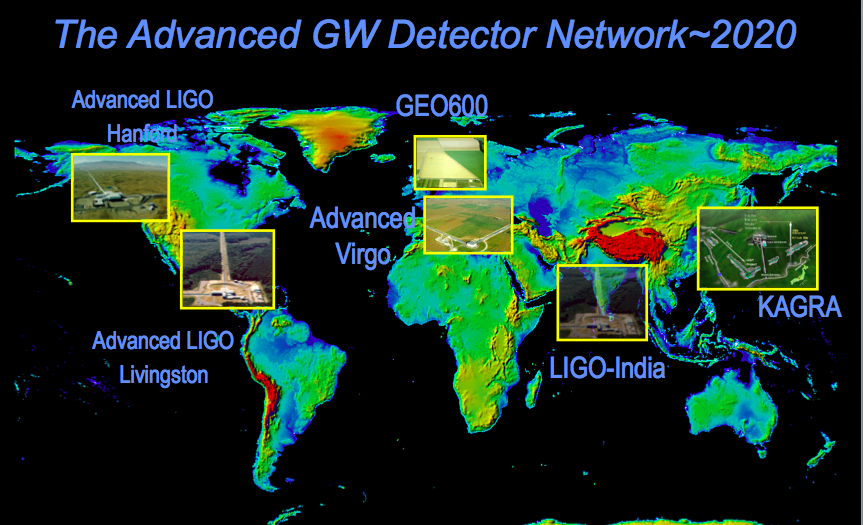 The Advanced GW Detector Network~2020
Advanced LIGO
Hanford
GEO600
Advanced
Virgo
KAGRA
Advanced LIGO
Livingston
LIGO-India